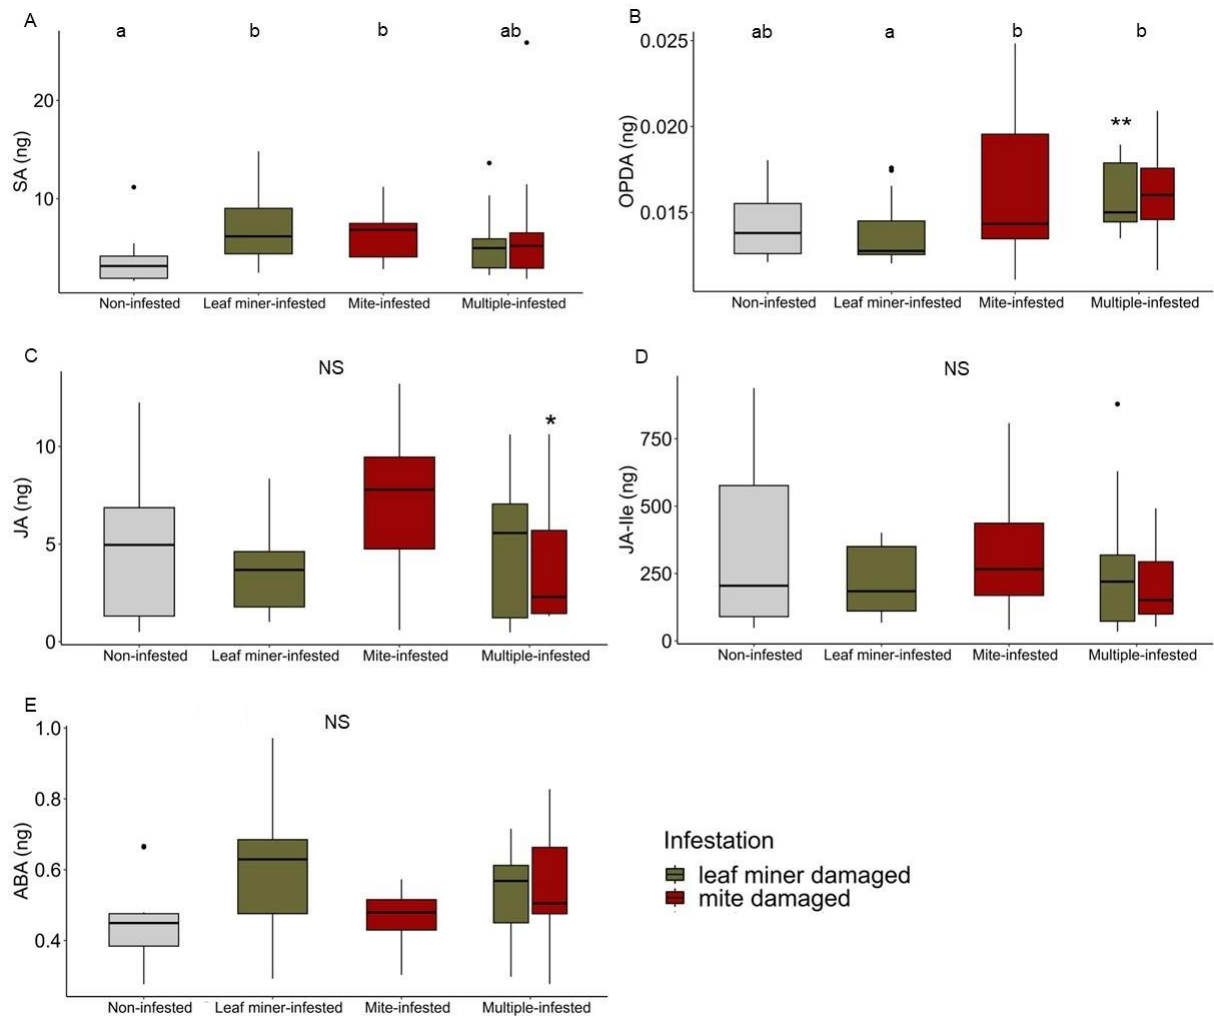 A
a b b ab
SA (ng)
20
10
Non-infested Leaf miner-infested Mite-infested Multiple-infested
B
ab a b b
OPDA (ng)
0.025
0.020
0.015
**
Non-infested Leaf miner-infested Mite-infested Multiple-infested
C
NS
JA (ng)
10
5
0
*
Non-infested Leaf miner-infested Mite-infested Multiple-infested
D
NS
JA-Ile (ng)
750
500
250
0
Non-infested Leaf miner-infested Mite-infested Multiple-infested
E
NS
ABA (ng)
1.0
0.8
0.6
0.4
Non-infested Leaf miner-infested Mite-infested Multiple-infested
Infestation
leaf miner damaged
mite damaged